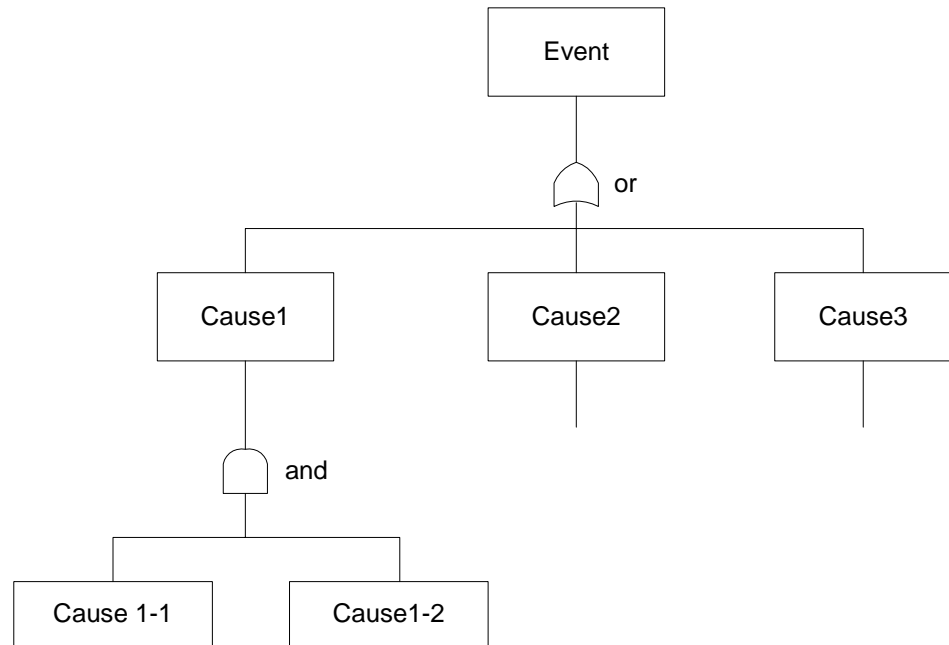 Event
or
Cause1
Cause2
Cause3
and
Cause 1-1
Cause1-2